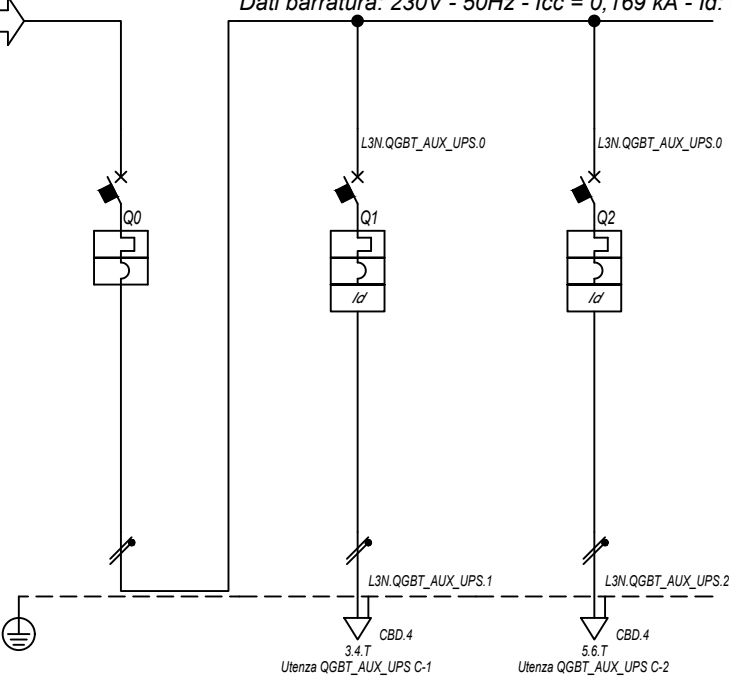 Dati barratura: 230V - 50Hz - Icc = 0,169 kA - Id:
L3N.QGBT_AUX_UPS.0
L3N.QGBT_AUX_UPS.0
Q0
Q1
Q2
Id
Id
L3N.QGBT_AUX_UPS.1
L3N.QGBT_AUX_UPS.2
CBD.4
CBD.4
3.4.T
5.6.T
Utenza QGBT_AUX_UPS C-1
Utenza QGBT_AUX_UPS C-2